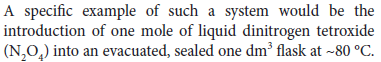 A specific example of such a system would be the
introduction of one mole of liquid dinitrogen tetroxide
(N₂O₄) into an evacuated, sealed one dm³ flask at ~80 °C.